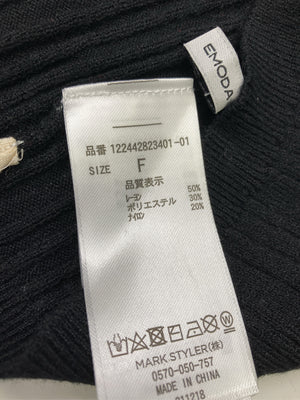 EMODA
品番 122442823401-01
SIZE F
品質表示
レーヨン 50%
ポリエステル 30%
ナイロン 20%
MARK STYLER(株)
0570-050-757
MADE IN CHINA
011218